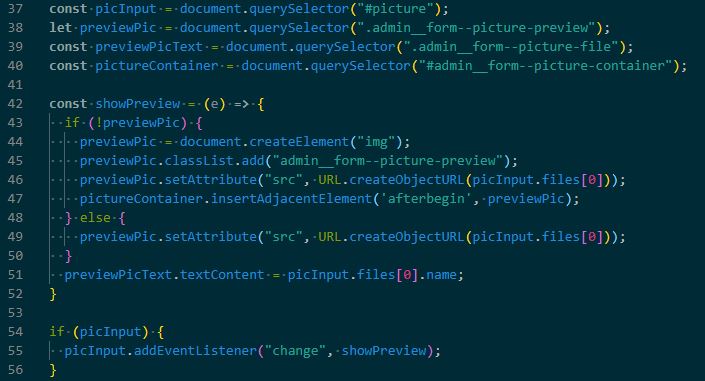 37 const picInput = document.querySelector("#picture");
38 let previewPic = document.querySelector(".admin__form--picture-preview");
39 const previewPicText = document.querySelector(".admin__form--picture-file");
40 const pictureContainer = document.querySelector("#admin__form--picture-container");
41
42 const showPreview = (e) => {
43   if (!previewPic) {
44     previewPic = document.createElement("img");
45     previewPic.classList.add("admin__form--picture-preview");
46     previewPic.setAttribute("src", URL.createObjectURL(picInput.files[0]));
47     pictureContainer.insertAdjacentElement('afterbegin', previewPic);
48   } else {
49     previewPic.setAttribute("src", URL.createObjectURL(picInput.files[0]));
50   }
51   previewPicText.textContent = picInput.files[0].name;
52 }
53
54 if (picInput) {
55   picInput.addEventListener("change", showPreview);
56 }